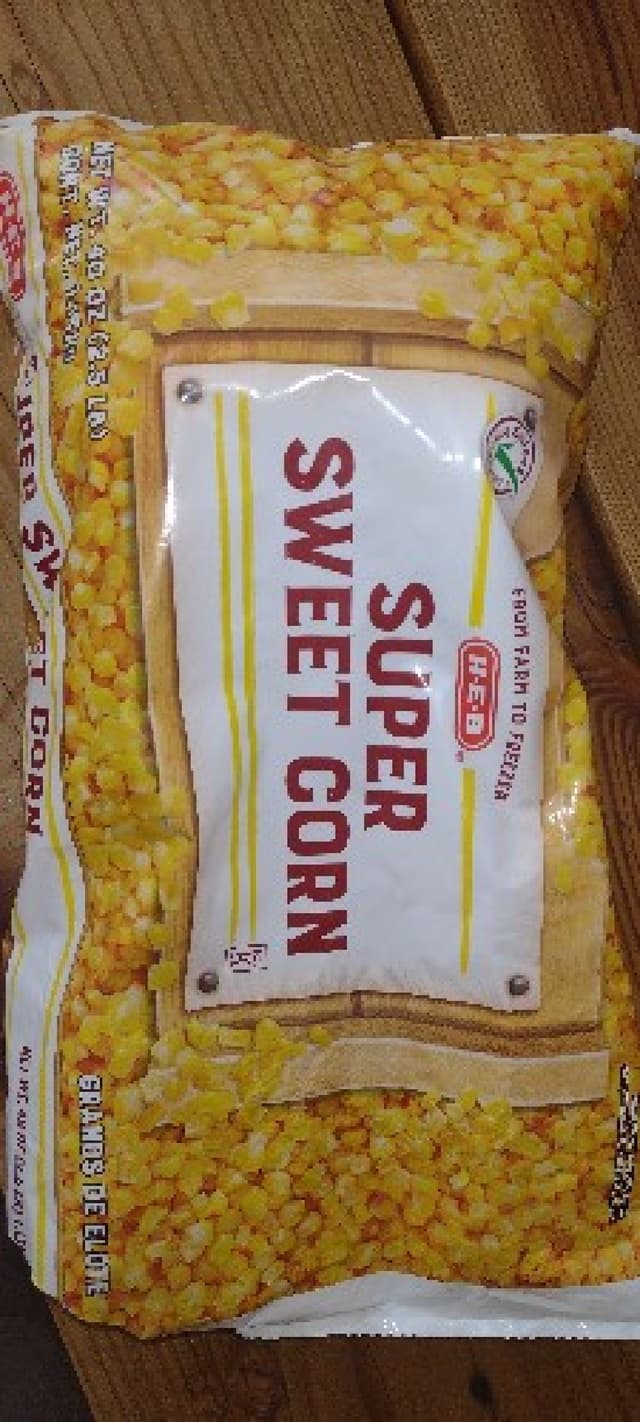 FROM FARM TO FREEZER
H-E-B
SUPER
SWEET CORN
NET WT. 40 OZ (2.5 LB)
GRANOS DE ELOTE
SUPER SWEET CORN